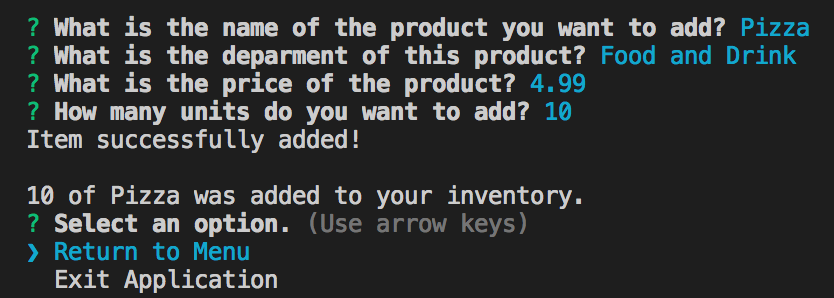 ? What is the name of the product you want to add? Pizza
? What is the deparment of this product? Food and Drink
? What is the price of the product? 4.99
? How many units do you want to add? 10
Item successfully added!
10 of Pizza was added to your inventory.
? Select an option. (Use arrow keys)
❯ Return to Menu
Exit Application